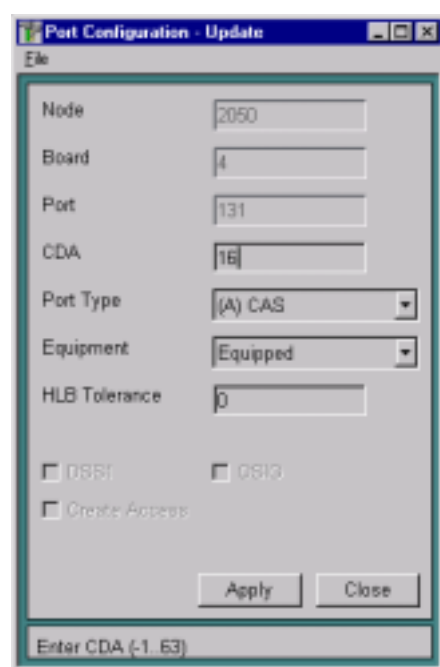 Port Configuration - Update
File
Node 2050
Board 4
Port 131
CDA 16
Port Type (A) CAS
Equipment Equipped
HLB Tolerance 0
DSS1
Create Access
Apply Close
Enter CDA (-1..63)